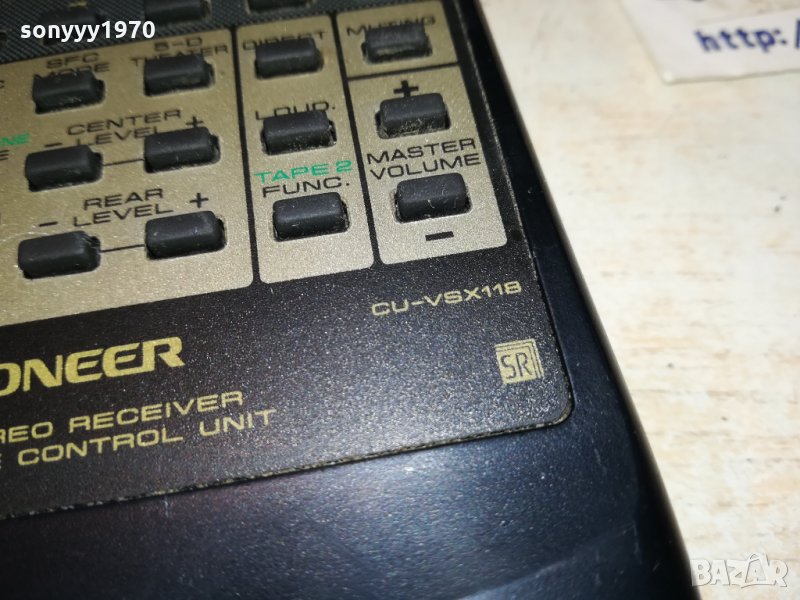 sonyyy1970
http:/
MUTING
5-D
SFC
DIRECT
MODE
THEATER
+
LOUD.
CENTER
- LEVEL +
MASTER
VOLUME
TAPE 2
FUNC.
REAR
- LEVEL +
-
CU-VSX118
ONEER
SR
REO RECEIVER
E CONTROL UNIT
BAZAR